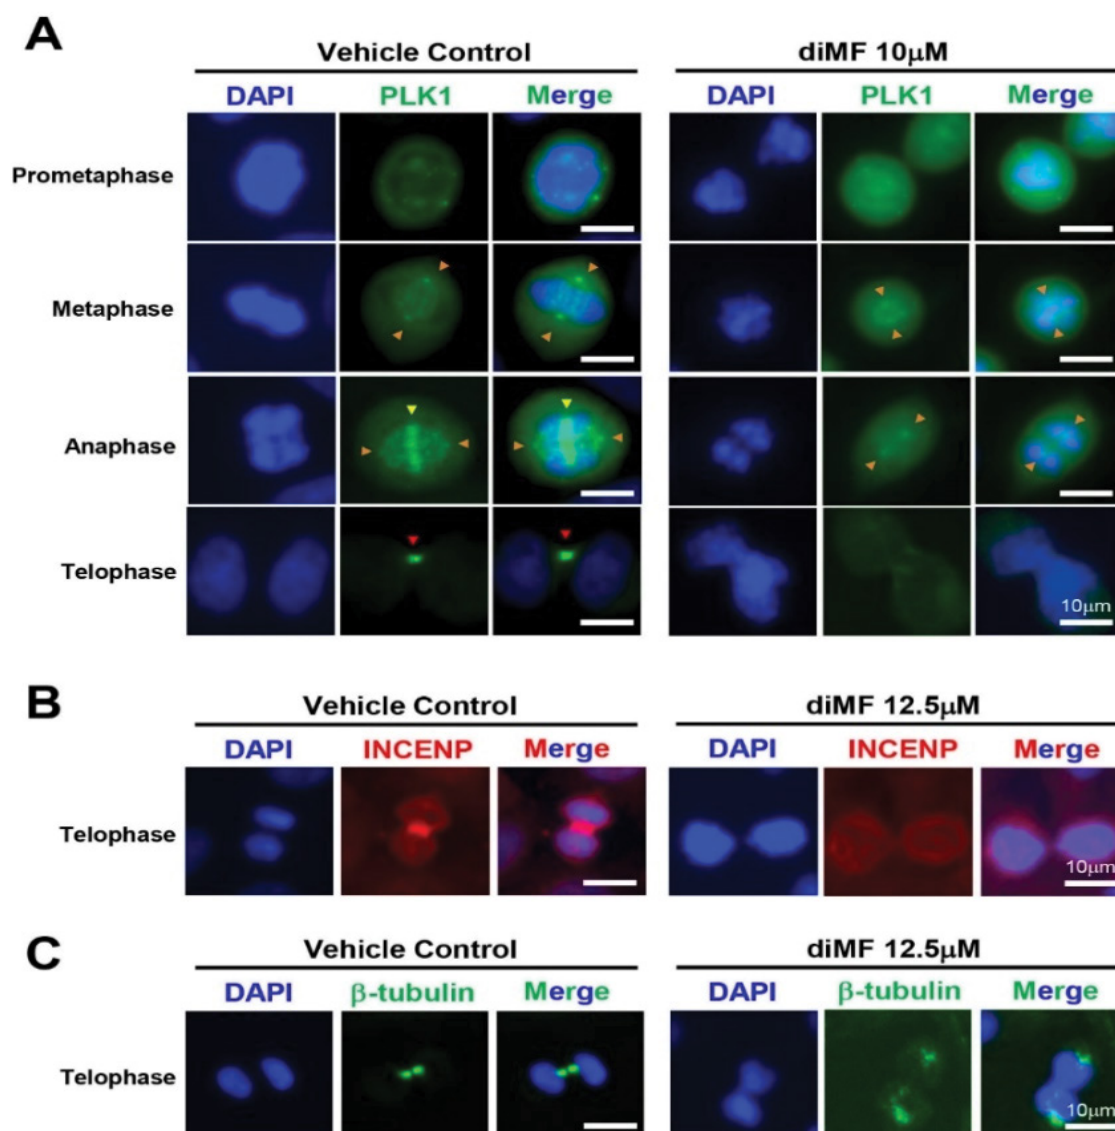 A
Vehicle Control diMF 10μM
DAPI PLK1 Merge DAPI PLK1 Merge
Prometaphase
Metaphase
Anaphase
Telophase
10μm
B
Vehicle Control diMF 12.5μM
DAPI INCENP Merge DAPI INCENP Merge
Telophase
10μm
C
Vehicle Control diMF 12.5μM
DAPI β-tubulin Merge DAPI β-tubulin Merge
Telophase
10μm